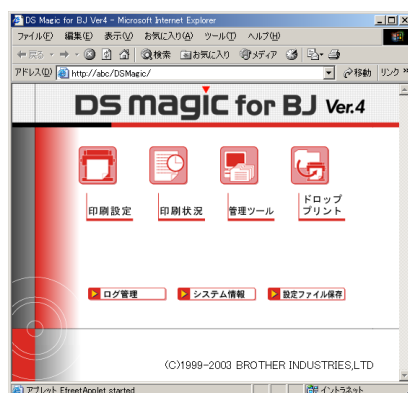 DS Magic for BJ Ver4 - Microsoft Internet Explorer
ファイル(F) 編集(E) 表示(V) お気に入り(A) ツール(T) ヘルプ(H)
戻る 検索 お気に入り メディア
アドレス(D) http://abc/DSMagic/ 移動 リンク »
DS magic for BJ Ver.4
印刷設定 印刷状況 管理ツール ドロップ
プリント
ログ管理 システム情報 設定ファイル保存
(C)1999-2003 BROTHER INDUSTRIES,LTD
アプレット EfreetApplet started イントラネット